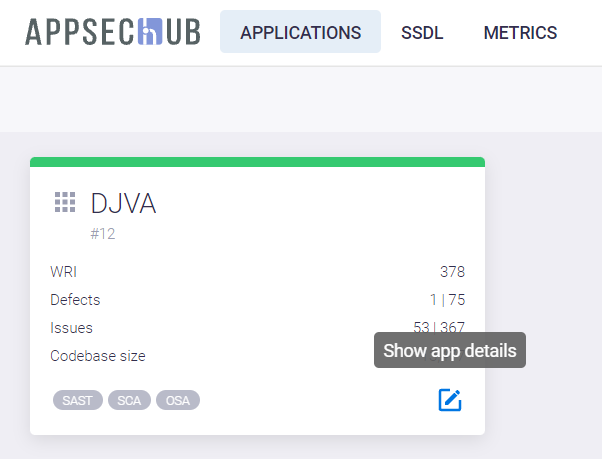 APPSECHUB APPLICATIONS SSDL METRICS
DJVA
#12
WRI 378
Defects 1 | 75
Issues 53 | 367
Show app details
Codebase size
SAST SCA OSA